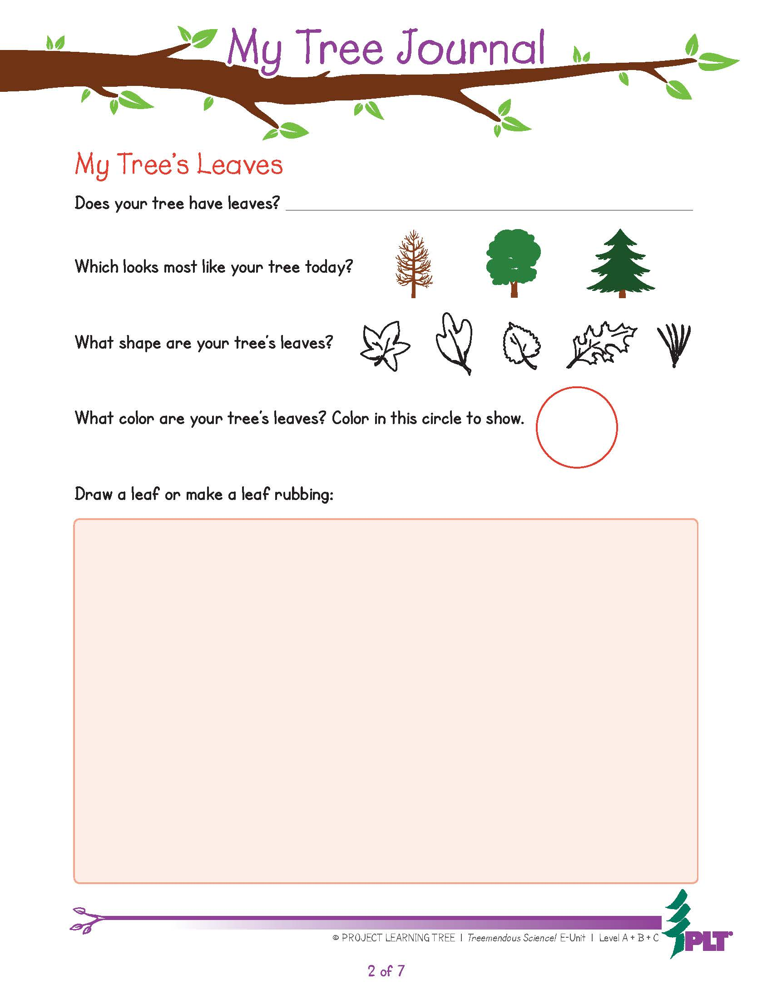 My Tree Journal
My Tree's Leaves
Does your tree have leaves?
Which looks most like your tree today?
What shape are your tree's leaves?
What color are your tree's leaves? Color in this circle to show.
Draw a leaf or make a leaf rubbing:
© PROJECT LEARNING TREE | Treemendous Science! E-Unit | Level A + B + C
PLT®
2 of 7